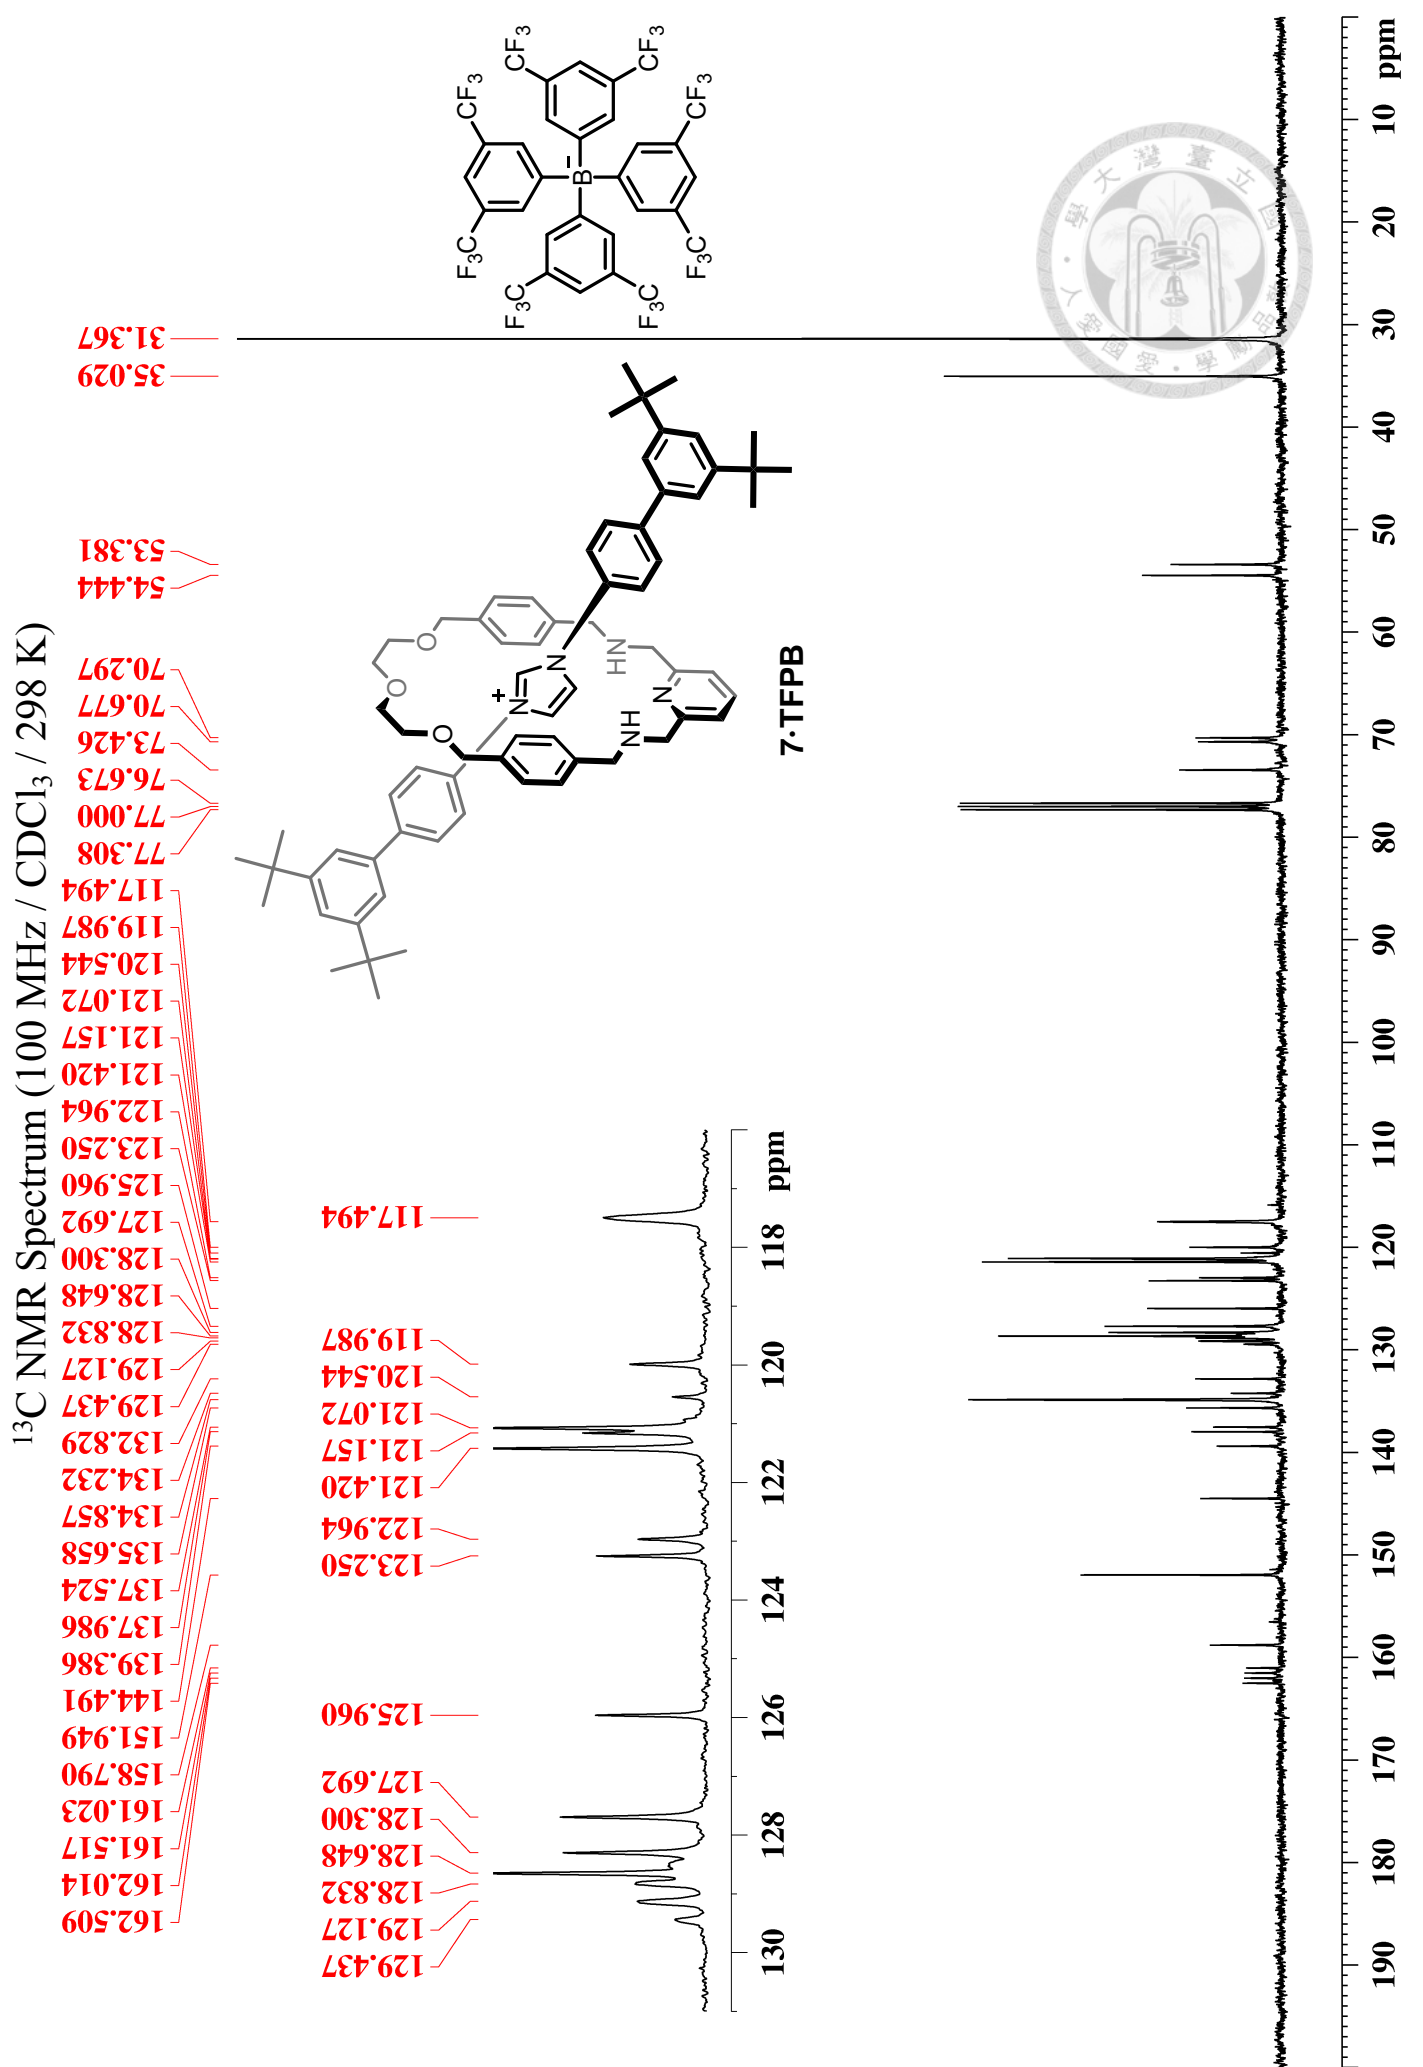 13C NMR Spectrum (100 MHz / CDCl3 / 298 K)
162.509
162.014
161.517
161.023
158.790
151.949
144.491
139.386
137.986
137.524
135.658
134.857
134.232
132.829
129.437
129.127
128.832
128.648
128.300
127.692
125.960
123.250
122.964
121.420
121.157
121.072
120.544
119.987
117.494
77.308
77.000
76.673
73.426
70.677
70.297
54.444
53.381
35.029
31.367
129.437
129.127
128.832
128.648
128.300
127.692
125.960
123.250
122.964
121.420
121.157
121.072
120.544
119.987
117.494
130 128 126 124 122 120 118 ppm
O
O
O
N
+
N
NH
HN
N
7·TFPB
F3C
CF3
F3C
CF3
B
−
F3C
CF3
F3C
CF3
190 180 170 160 150 140 130 120 110 100 90 80 70 60 50 40 30 20 10 ppm